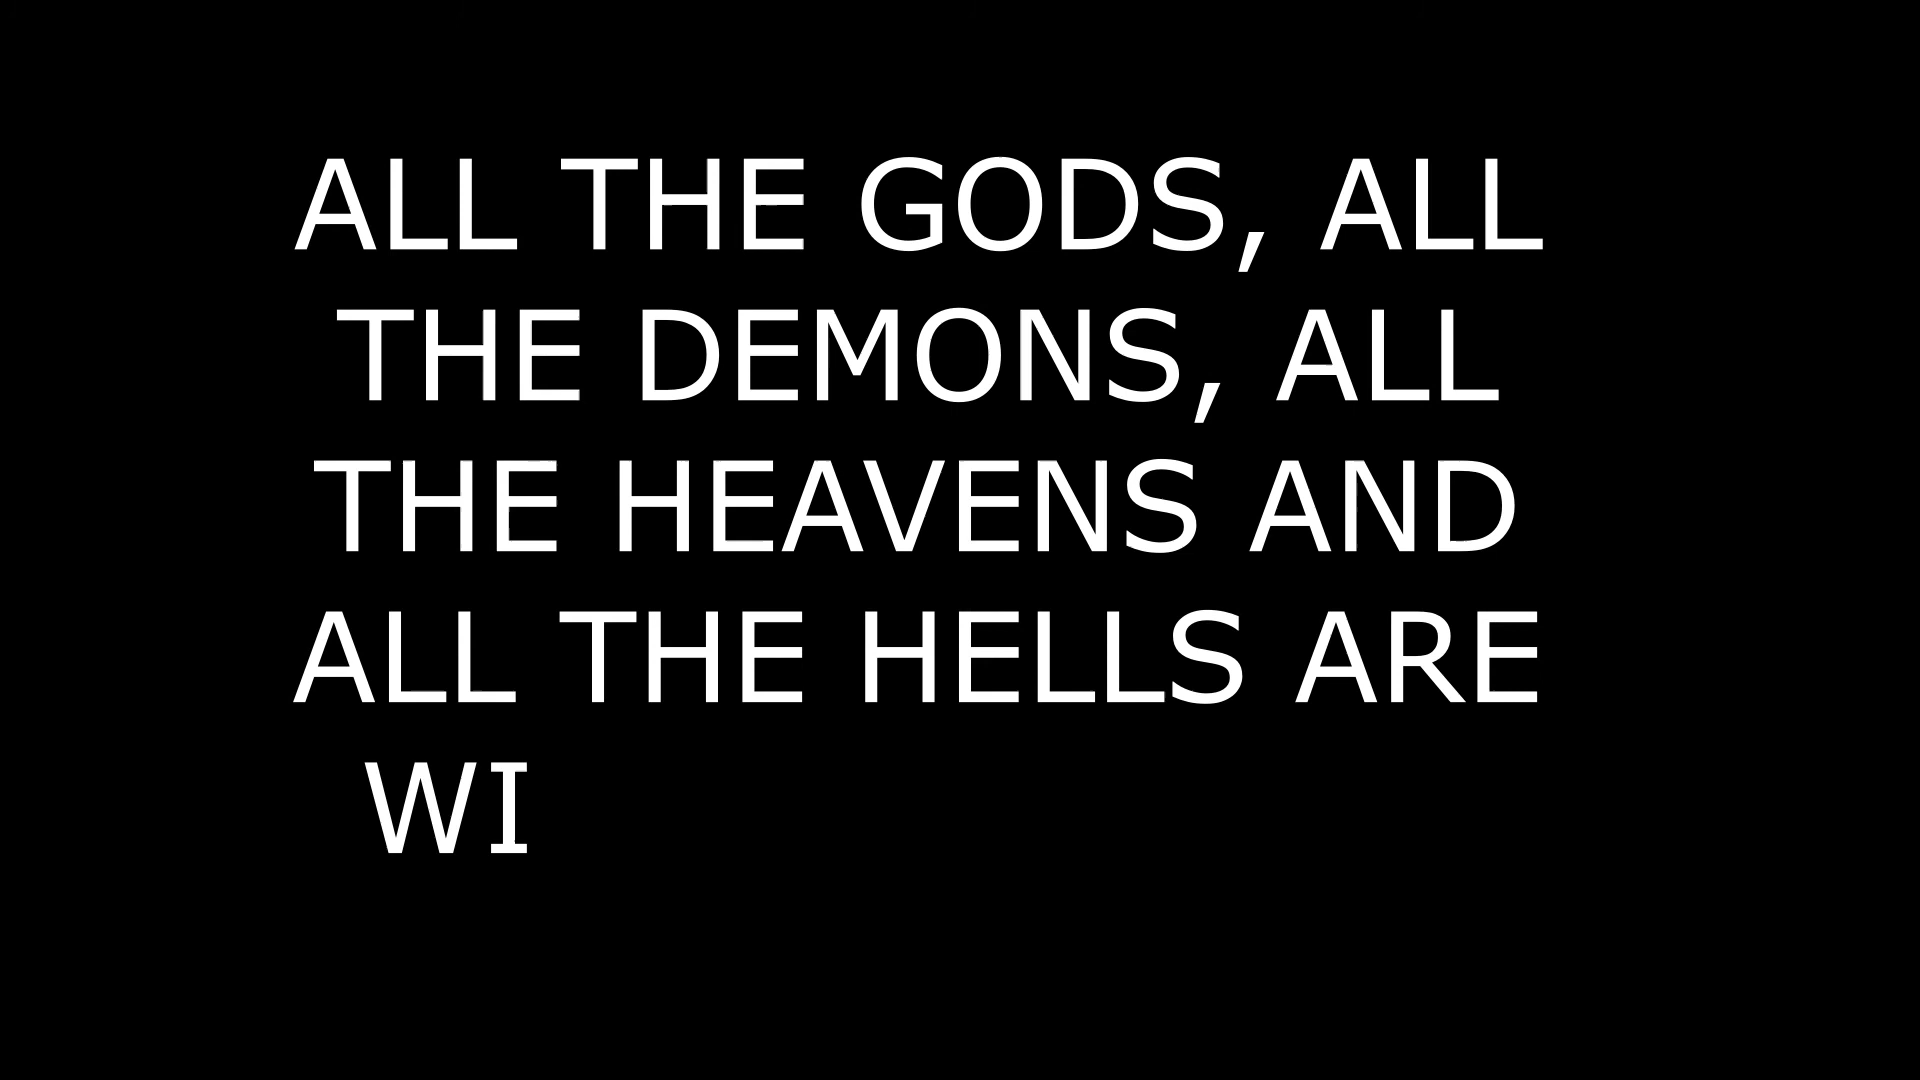 ALL THE GODS, ALL
THE DEMONS, ALL
THE HEAVENS AND
ALL THE HELLS ARE
WI